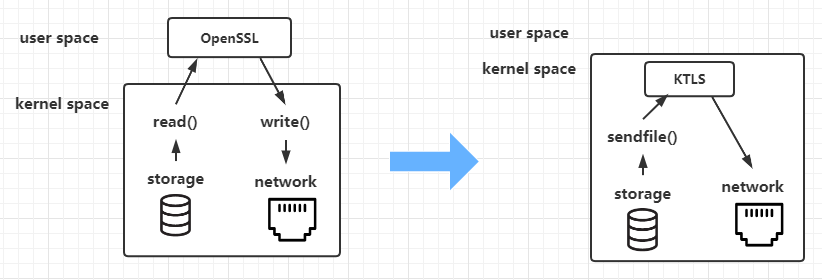 user space
OpenSSL
kernel space
read()
write()
storage
network
user space
kernel space
KTLS
sendfile()
storage
network